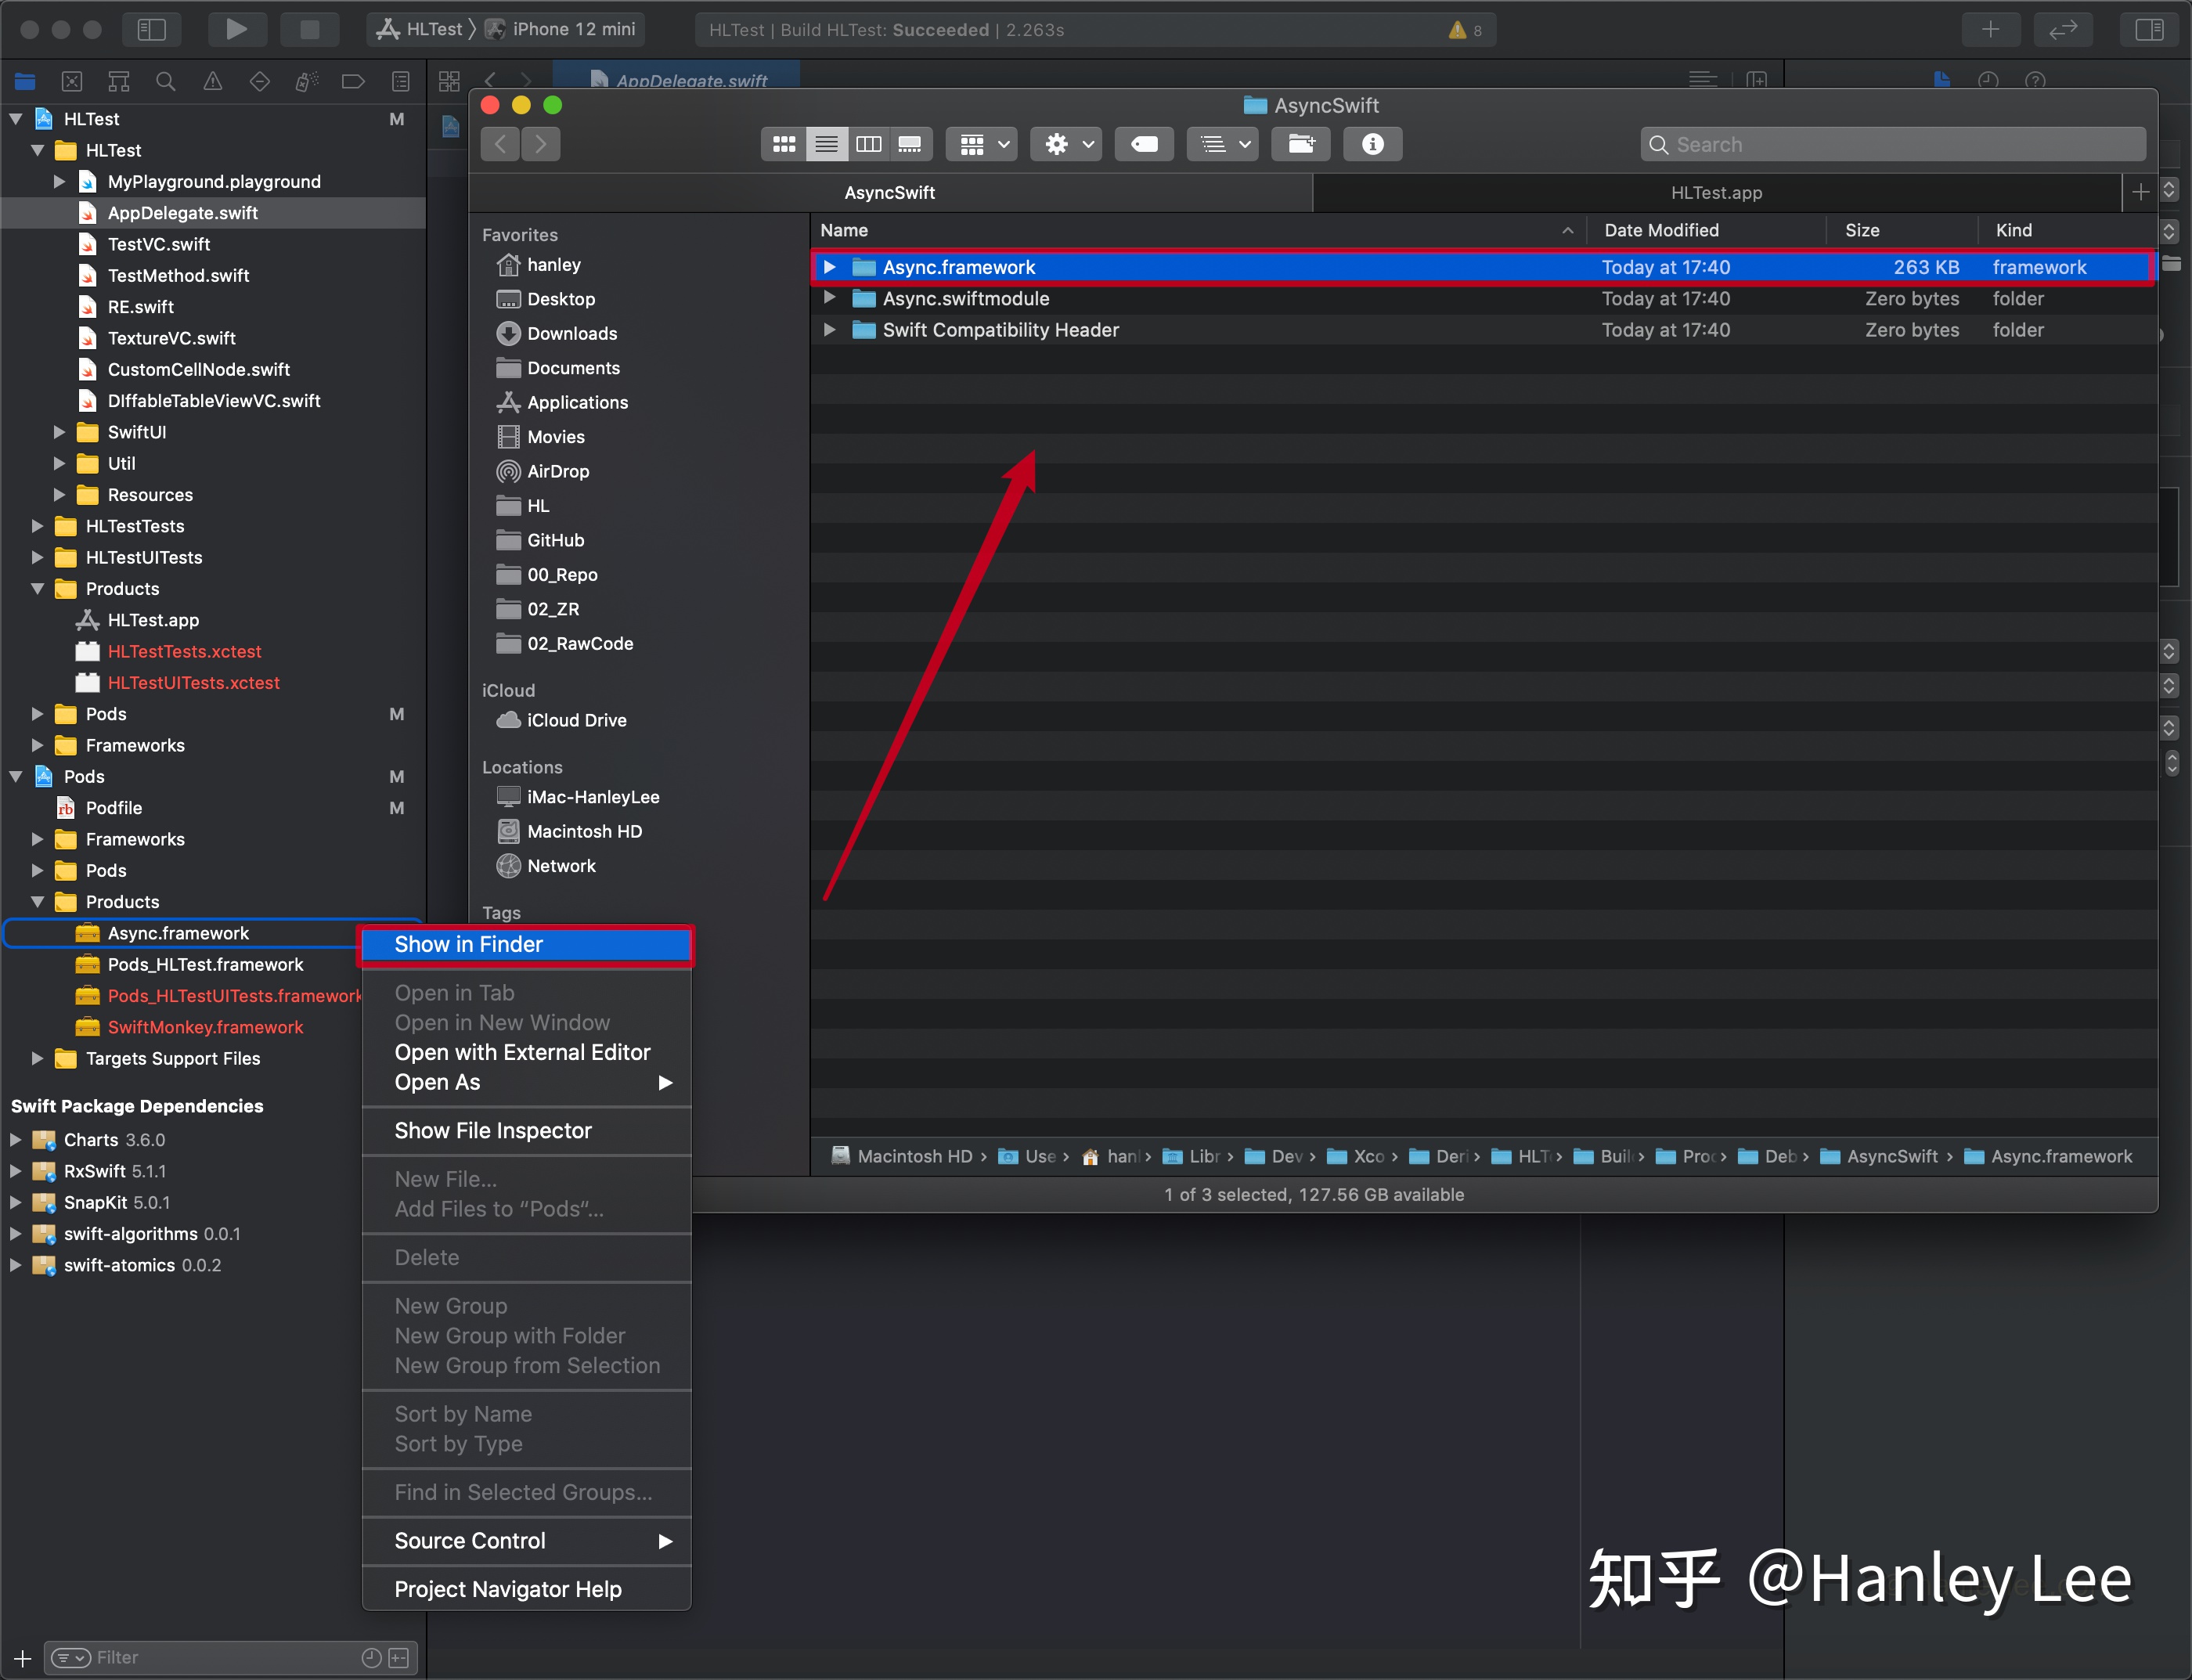 HLTest
iPhone 12 mini
HLTest | Build HLTest: Succeeded | 2.263s
8
AppDelegate.swift
HLTest
M
HLTest
MyPlayground.playground
AppDelegate.swift
TestVC.swift
TestMethod.swift
RE.swift
TextureVC.swift
CustomCellNode.swift
DIffableTableViewVC.swift
SwiftUI
Util
Resources
HLTestTests
HLTestUITests
Products
HLTest.app
HLTestTests.xctest
HLTestUITests.xctest
Pods
M
Frameworks
Pods
M
Podfile
M
Frameworks
Pods
Products
Async.framework
Pods_HLTest.framework
Pods_HLTestUITests.framework
SwiftMonkey.framework
Targets Support Files
Swift Package Dependencies
Charts 3.6.0
RxSwift 5.1.1
SnapKit 5.0.1
swift-algorithms 0.0.1
swift-atomics 0.0.2
Filter
AsyncSwift
Search
AsyncSwift
HLTest.app
Favorites
hanley
Desktop
Downloads
Documents
Applications
Movies
AirDrop
HL
GitHub
00_Repo
02_ZR
02_RawCode
iCloud
iCloud Drive
Locations
iMac-HanleyLee
Macintosh HD
Network
Tags
Name Date Modified Size Kind
Async.framework Today at 17:40 263 KB framework
Async.swiftmodule Today at 17:40 Zero bytes folder
Swift Compatibility Header Today at 17:40 Zero bytes folder
Macintosh HD › Use › hanl › Libr › Dev › Xco › Deri › HLT › Buil › Proc › Deb › AsyncSwift › Async.framework
1 of 3 selected, 127.56 GB available
Show in Finder
Open in Tab
Open in New Window
Open with External Editor
Open As
Show File Inspector
New File...
Add Files to “Pods”...
Delete
New Group
New Group with Folder
New Group from Selection
Sort by Name
Sort by Type
Find in Selected Groups...
Source Control
Project Navigator Help
知乎 @Hanley Lee